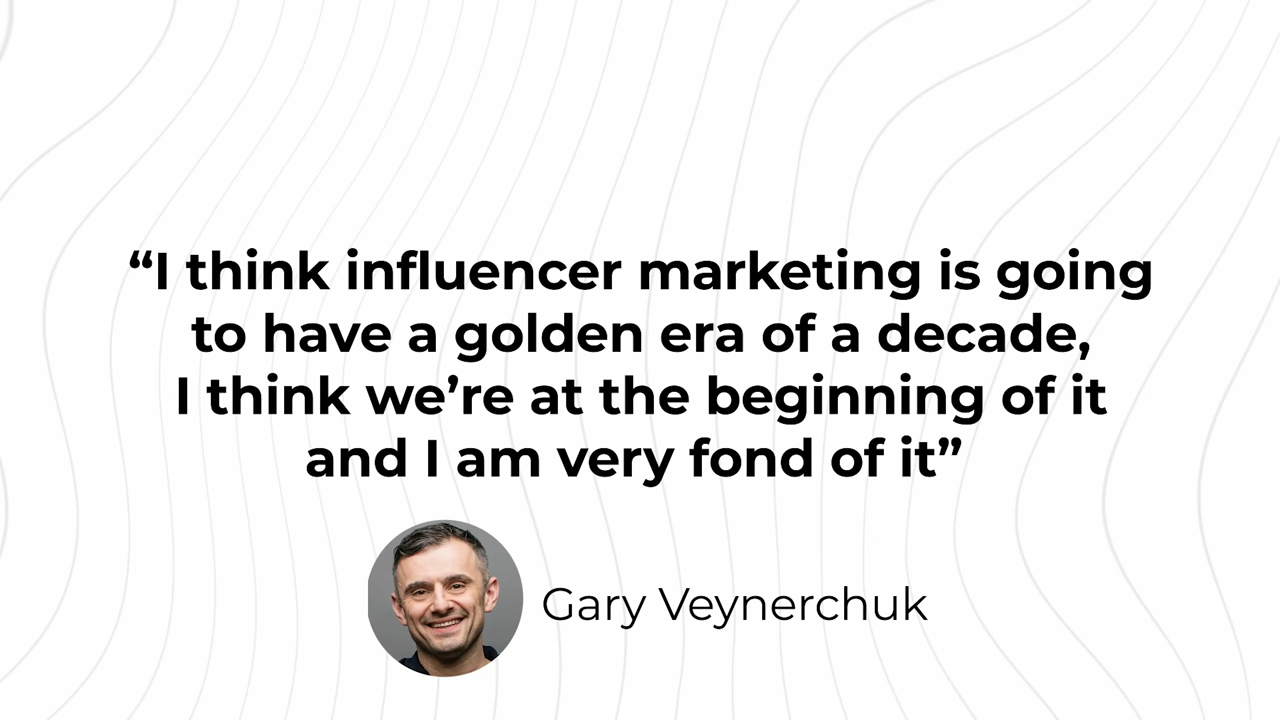 “I think influencer marketing is going
to have a golden era of a decade,
I think we’re at the beginning of it
and I am very fond of it”
Gary Veynerchuk